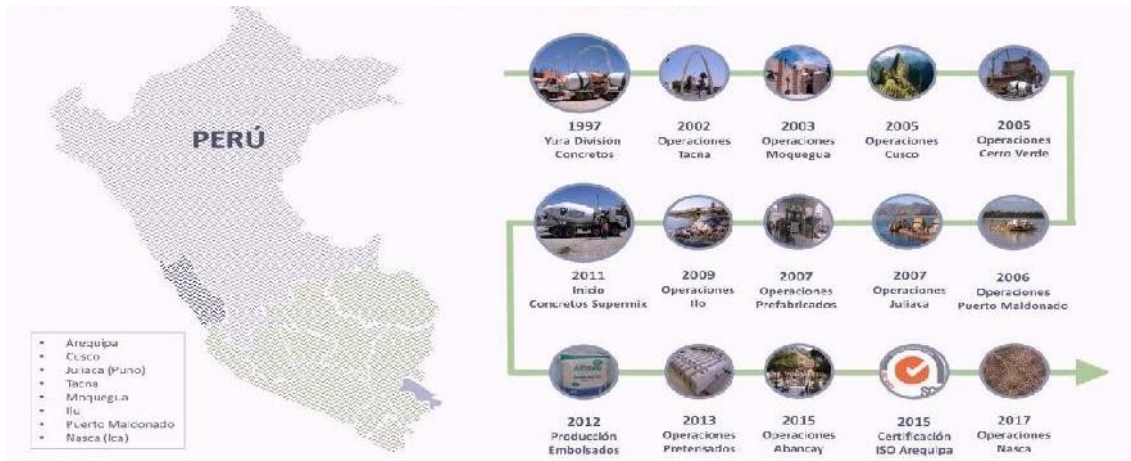 PERÚ
• Arequipa
• Cusco
• Juliaca (Puno)
• Tacna
• Moquegua
• Ilo
• Puerto Maldonado
• Nasca (Ica)
1997
Yura División
Concretos
2002
Operaciones
Tacna
2003
Operaciones
Moquegua
2005
Operaciones
Cusco
2005
Operaciones
Cerro Verde
2011
Inicio
Concretos Supermix
2009
Operaciones
Ilo
2007
Operaciones
Prefabricados
2007
Operaciones
Juliaca
2006
Operaciones
Puerto Maldonado
2012
Producción
Embolsados
2013
Operaciones
Pretensados
2015
Operaciones
Abancay
2015
Certificación
ISO Arequipa
2017
Operaciones
Nasca